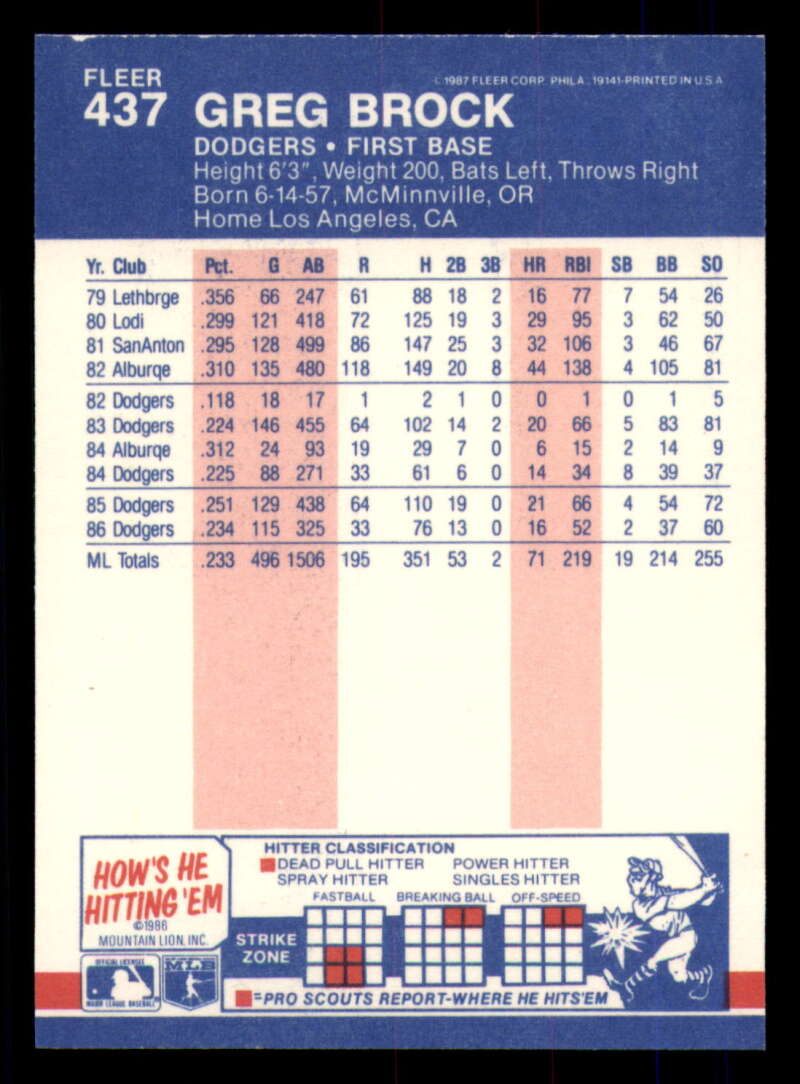 FLEER
437 GREG BROCK
© 1987 FLEER CORP. PHILA., 19141-PRINTED IN U.S.A
DODGERS • FIRST BASE
Height 6'3", Weight 200, Bats Left, Throws Right
Born 6-14-57, McMinnville, OR
Home Los Angeles, CA
Yr. Club Pct. G AB R H 2B 3B HR RBI SB BB SO
79 Lethbrge .356 66 247 61 88 18 2 16 77 7 54 26
80 Lodi .299 121 418 72 125 19 3 29 95 3 62 50
81 SanAnton .295 128 499 86 147 25 3 32 106 3 46 67
82 Alburqe .310 135 480 118 149 20 8 44 138 4 105 81
82 Dodgers .118 18 17 1 2 1 0 0 1 0 1 5
83 Dodgers .224 146 455 64 102 14 2 20 66 5 83 81
84 Alburqe .312 24 93 19 29 7 0 6 15 2 14 9
84 Dodgers .225 88 271 33 61 6 0 14 34 8 39 37
85 Dodgers .251 129 438 64 110 19 0 21 66 4 54 72
86 Dodgers .234 115 325 33 76 13 0 16 52 2 37 60
ML Totals .233 496 1506 195 351 53 2 71 219 19 214 255
HOW'S HE
HITTING 'EM
©1986
MOUNTAIN LION, INC.
HITTER CLASSIFICATION
DEAD PULL HITTER POWER HITTER
SPRAY HITTER SINGLES HITTER
FASTBALL BREAKING BALL OFF-SPEED
STRIKE
ZONE
=PRO SCOUTS REPORT-WHERE HE HITS 'EM
OFFICIAL LICENSEE
MAJOR LEAGUE BASEBALL
MLB